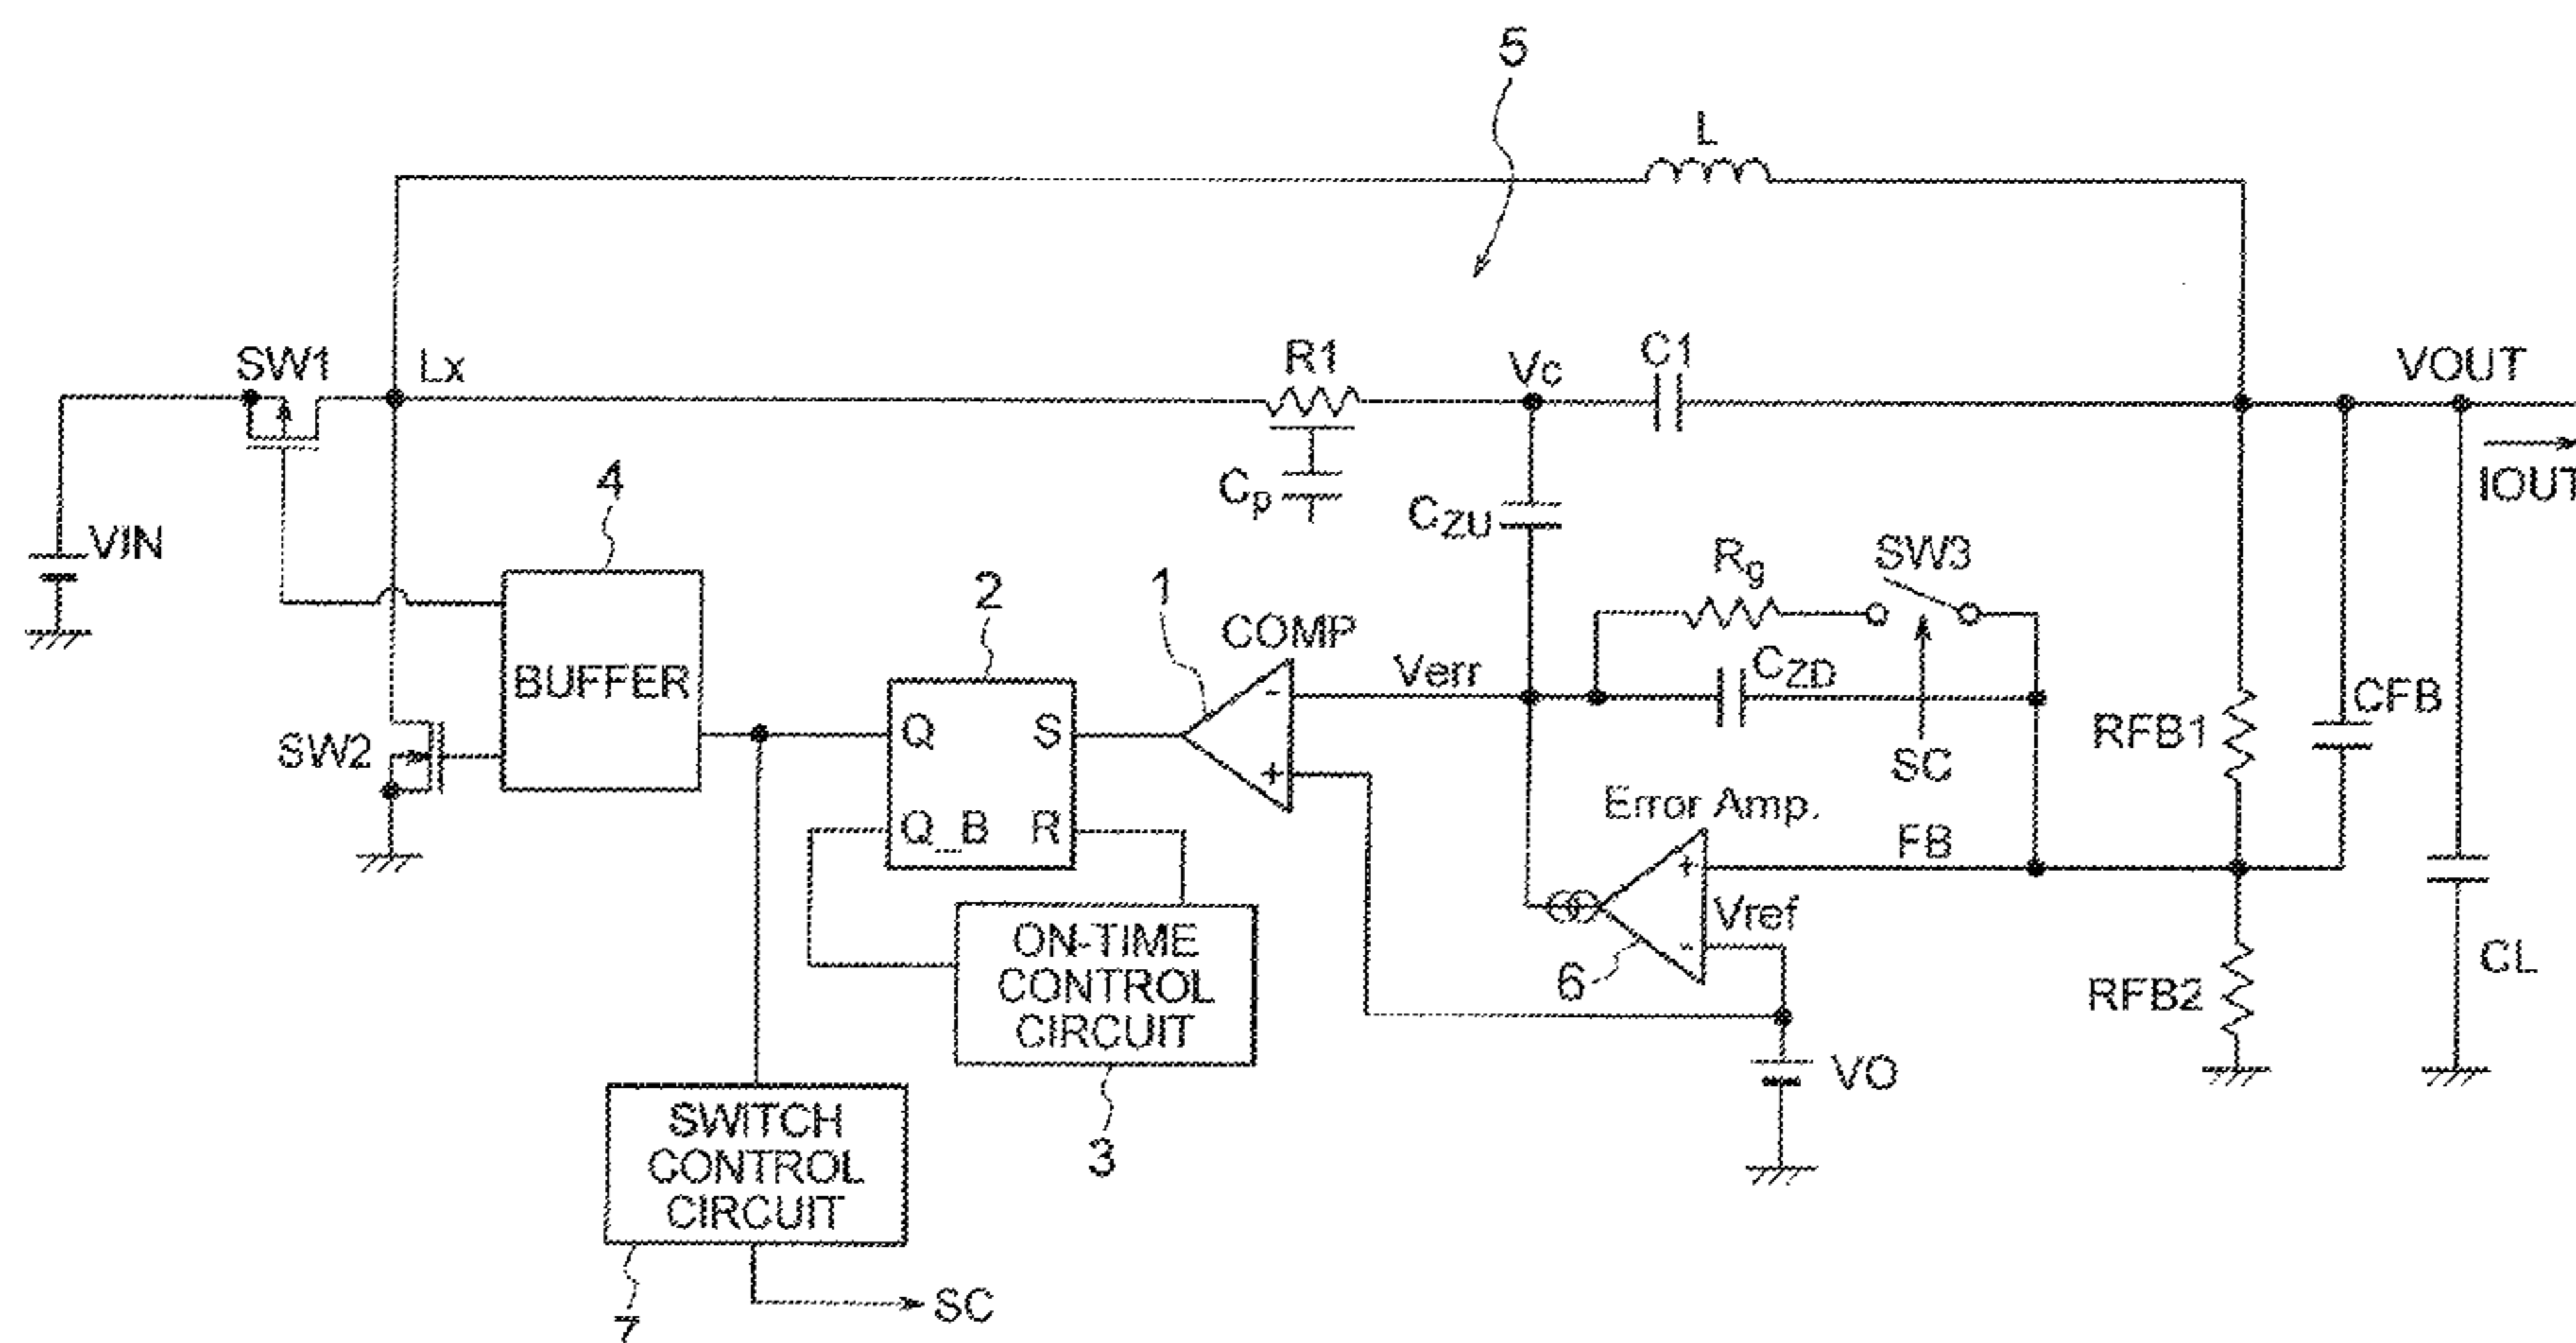 5
L
SW1
Lx
R1
Vc
C1
VOUT
IOUT
Cp
CZU
4
VIN
BUFFER
SW2
2
Q
S
Q_B
R
1
COMP
-
+
Verr
Rg
SW3
CZD
SC
RFB1
CFB
Error Amp.
FB
+
Vref
-
6
RFB2
CL
ON-TIME
CONTROL
CIRCUIT
3
VO
SWITCH
CONTROL
CIRCUIT
7
SC